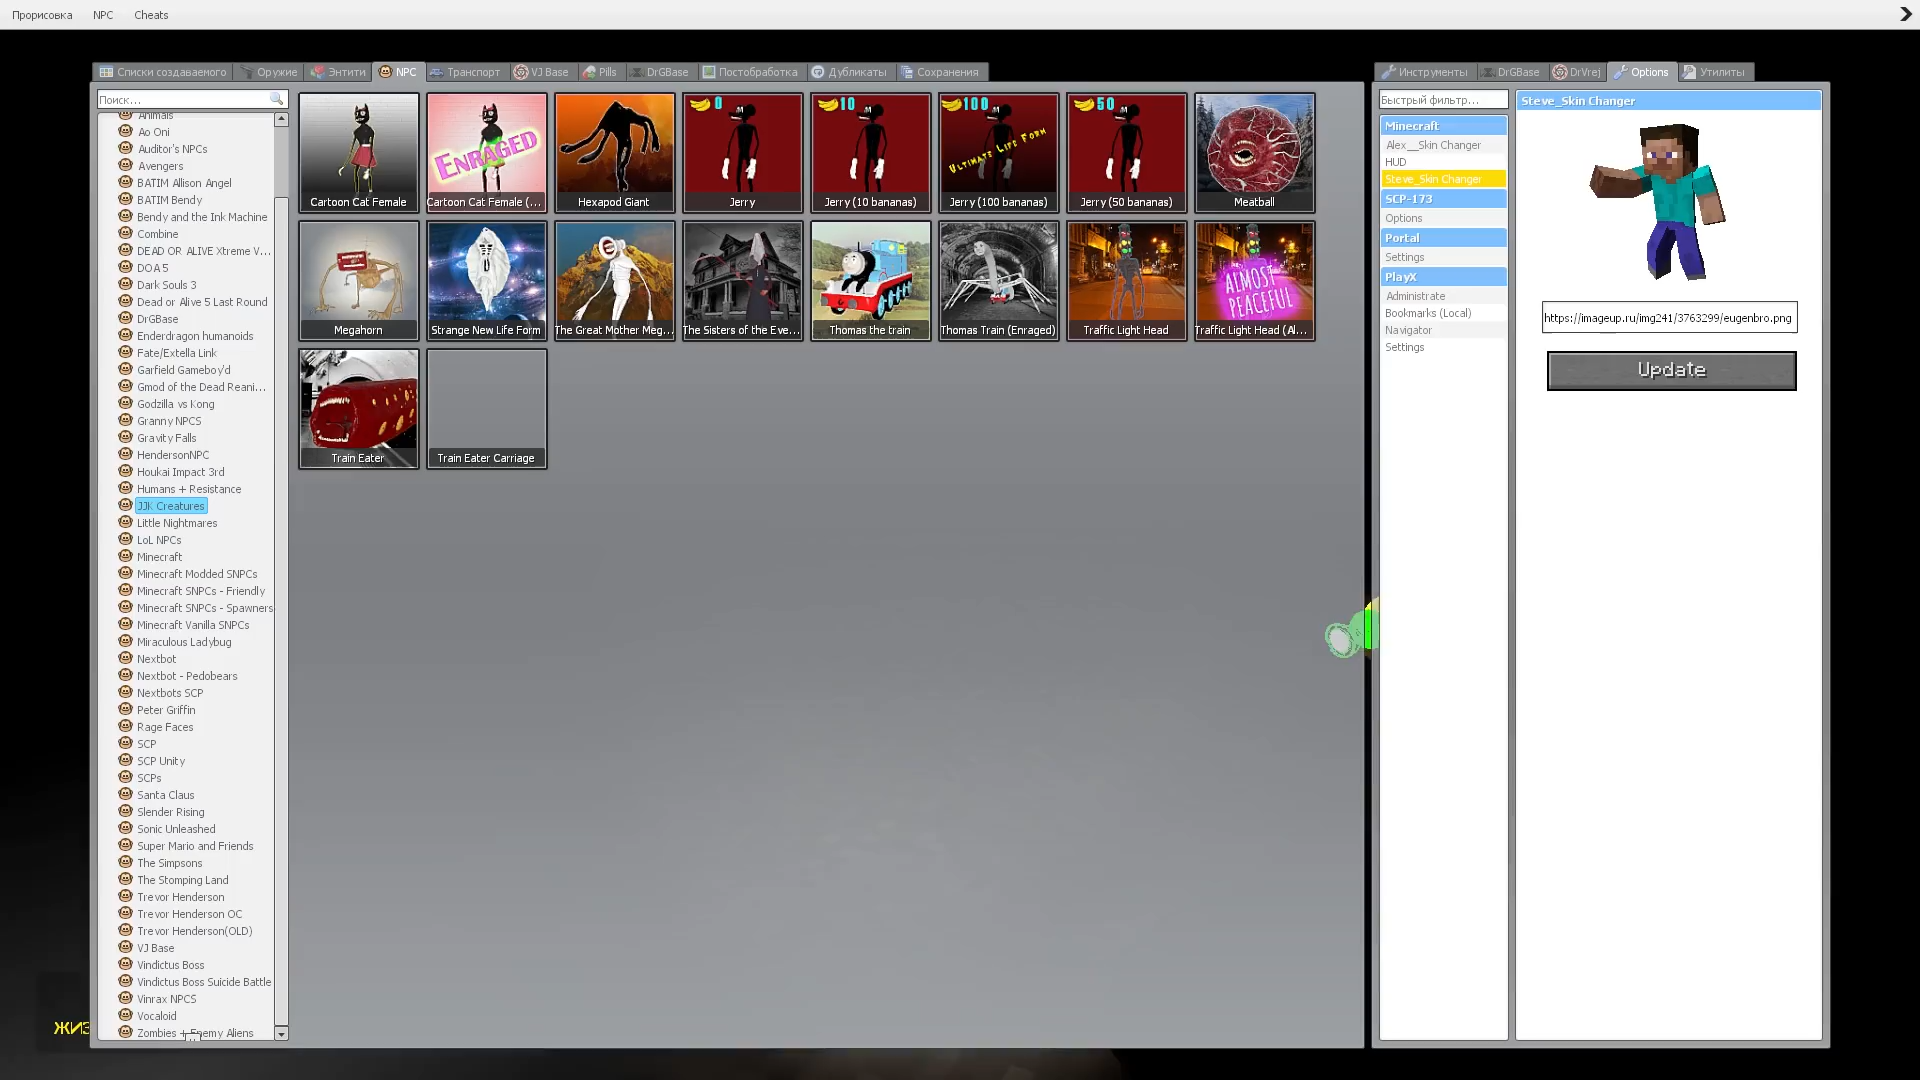 Прорисовка
NPC
Cheats
Списки создаваемого
Оружие
Энтити
NPC
Транспорт
VJ Base
Pills
DrGBase
Постобработка
Дубликаты
Сохранения
Поиск...
Animals
Ao Oni
Auditor's NPCs
Avengers
BATIM Allison Angel
BATIM Bendy
Bendy and the Ink Machine
Combine
DEAD OR ALIVE Xtreme V...
DOA 5
Dark Souls 3
Dead or Alive 5 Last Round
DrGBase
Enderdragon humanoids
Fate/Extella Link
Garfield Gameboy'd
Gmod of the Dead Reani...
Godzilla vs Kong
Granny NPCS
Gravity Falls
HendersonNPC
Houkai Impact 3rd
Humans + Resistance
JJK Creatures
Little Nightmares
LoL NPCs
Minecraft
Minecraft Modded SNPCs
Minecraft SNPCs - Friendly
Minecraft SNPCs - Spawners
Minecraft Vanilla SNPCs
Miraculous Ladybug
Nextbot
Nextbot - Pedobears
Nextbots SCP
Peter Griffin
Rage Faces
SCP
SCP Unity
SCPs
Santa Claus
Slender Rising
Sonic Unleashed
Super Mario and Friends
The Simpsons
The Stomping Land
Trevor Henderson
Trevor Henderson OC
Trevor Henderson(OLD)
VJ Base
Vindictus Boss
Vindictus Boss Suicide Battle
Vinrax NPCS
Vocaloid
Zombies + Enemy Aliens
Cartoon Cat Female
ENRAGED
Cartoon Cat Female (...
Hexapod Giant
0
Jerry
10
Jerry (10 bananas)
100
ULTIMATE LIFE FORM
Jerry (100 bananas)
50
Jerry (50 bananas)
Meatball
Megahorn
Strange New Life Form
The Great Mother Meg...
The Sisters of the Eve...
Thomas the train
Thomas Train (Enraged)
Traffic Light Head
ALMOST
PEACEFUL
Traffic Light Head (Al...
Train Eater
Train Eater Carriage
Инструменты
DrGBase
DrVrej
Options
Утилиты
Быстрый фильтр...
Minecraft
Alex__Skin Changer
HUD
Steve_Skin Changer
SCP-173
Options
Portal
Settings
PlayX
Administrate
Bookmarks (Local)
Navigator
Settings
Steve_Skin Changer
https://imageup.ru/img241/3763299/eugenbro.png
Update
ЖИЗ